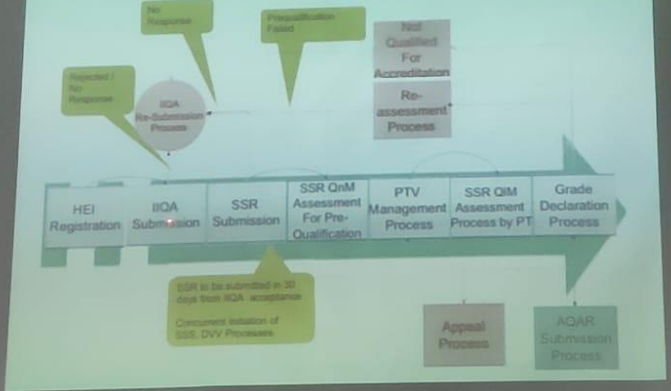 No
Response
Prequalification
Failed
Not
Qualified
For
Accreditation
Rejected /
No
Response
IIQA
Re-Submission
Process
Re-
assessment
Process
HEI
Registration
IIQA
Submission
SSR
Submission
SSR QnM
Assessment
For Pre-
Qualification
PTV
Management
Process
SSR QlM
Assessment
Process by PT
Grade
Declaration
Process
SSR to be submitted in 30
days from IIQA acceptance
Concurrent Initiation of
SSS, DVV Processes
Appeal
Process
AQAR
Submission
Process